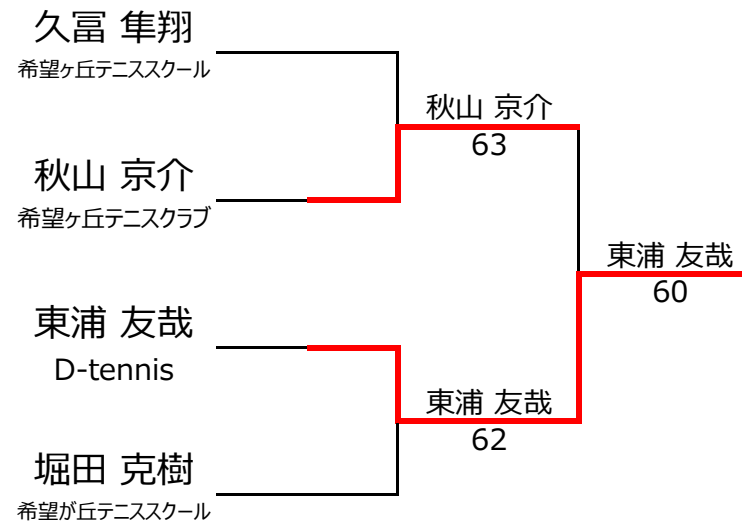 久冨 隼翔
希望ヶ丘テニススクール
秋山 京介
63
秋山 京介
希望ヶ丘テニスクラブ
東浦 友哉
60
東浦 友哉
D-tennis
東浦 友哉
62
堀田 克樹
希望が丘テニススクール